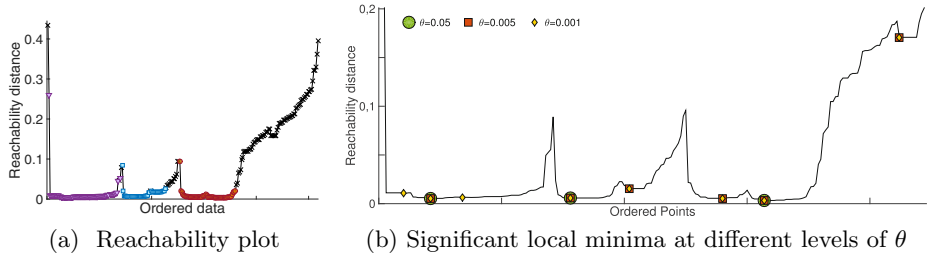 0.4
0.3
0.2
0.1
0
Reachability distance
Ordered data
(a) Reachability plot
0,2
0,1
0
Reachability distance
θ=0.05 θ=0.005 θ=0.001
Ordered Points
(b) Significant local minima at different levels of θ